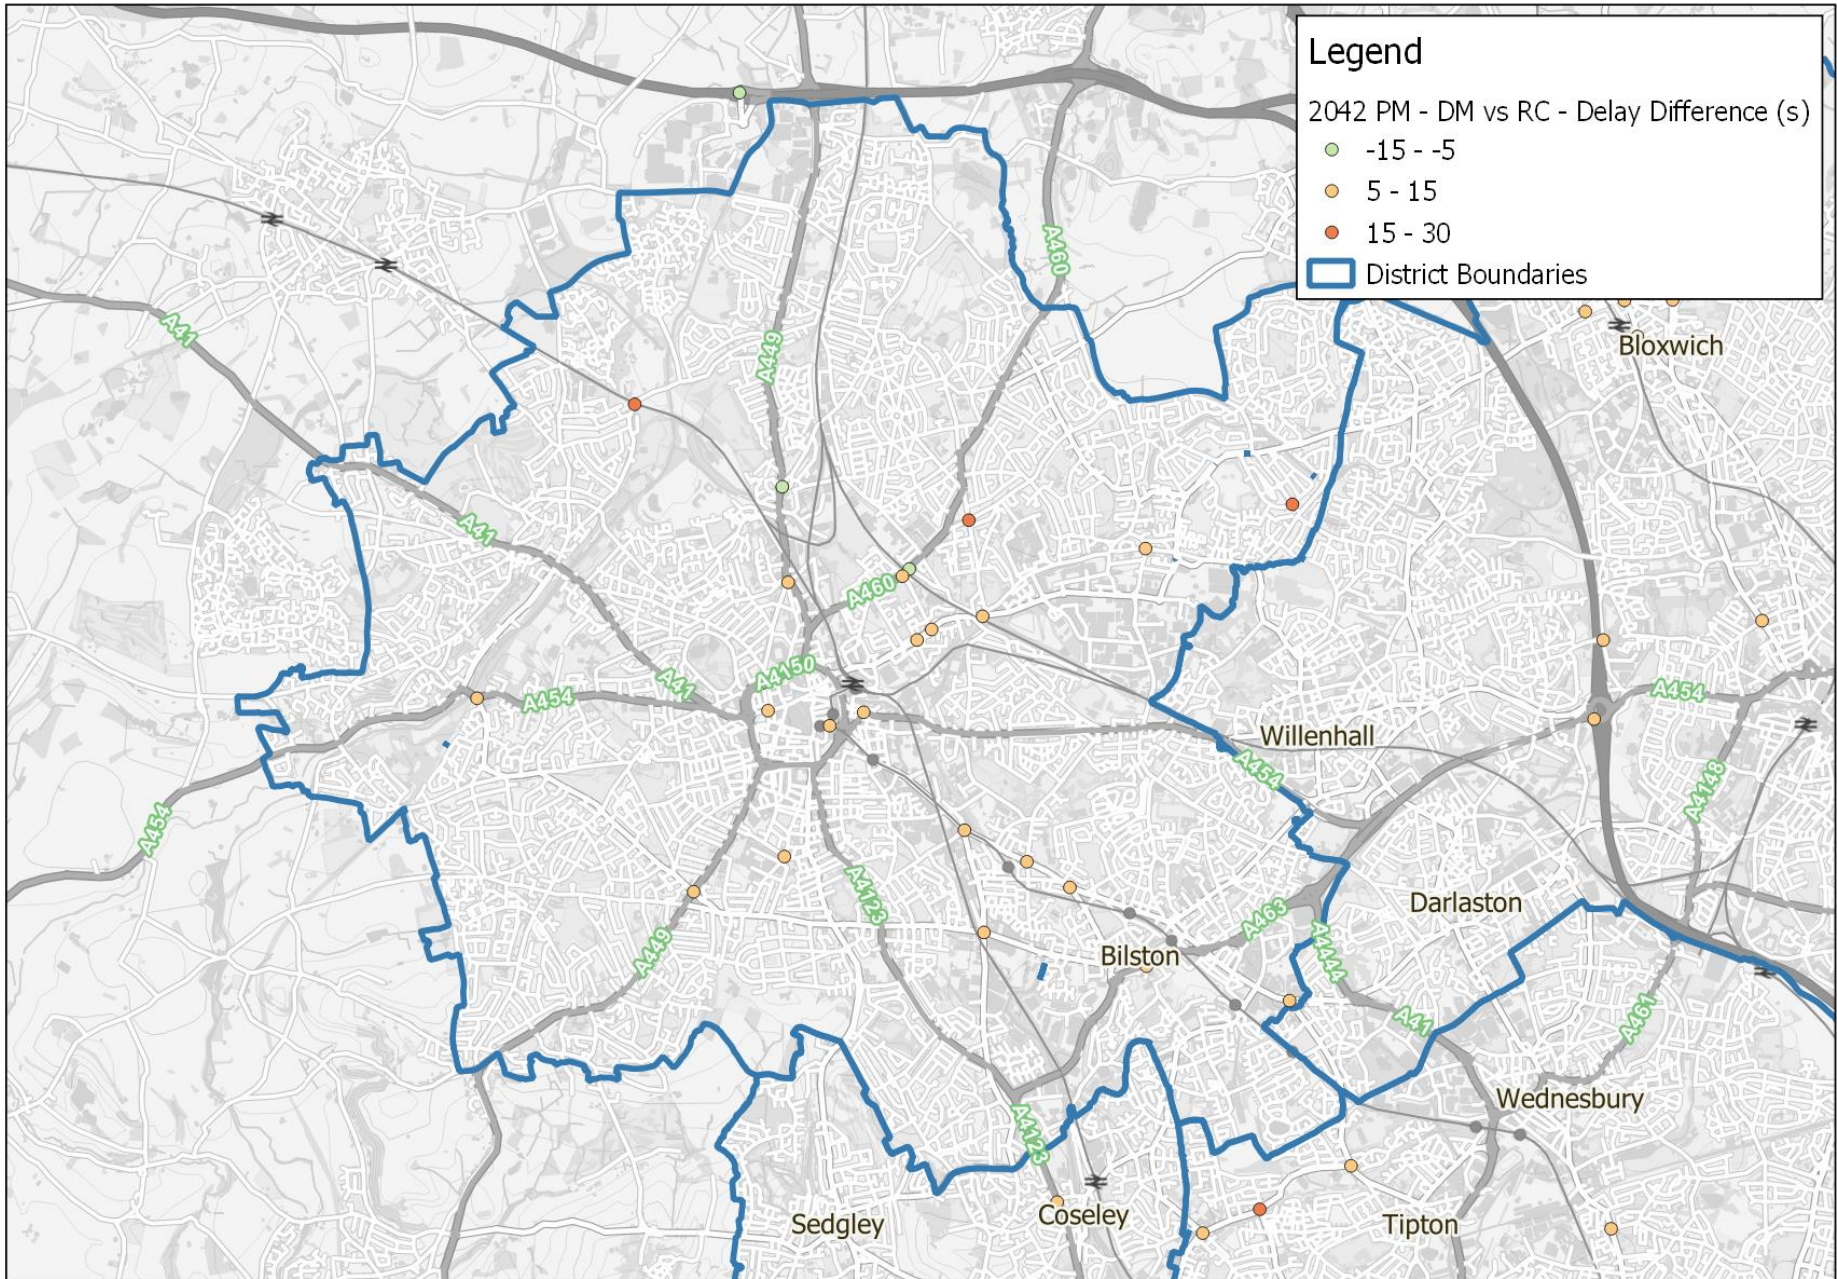 Legend
2042 PM - DM vs RC - Delay Difference (s)
-15 - -5
5 - 15
15 - 30
District Boundaries
A460
A41
A449
Bloxwich
A41
A460
A4150
A41
A454
A454
Willenhall
A454
A454
A4148
A4123
A449
Darlaston
A463
Bilston
A4444
A41
A461
Wednesbury
A4123
Sedgley
Coseley
Tipton